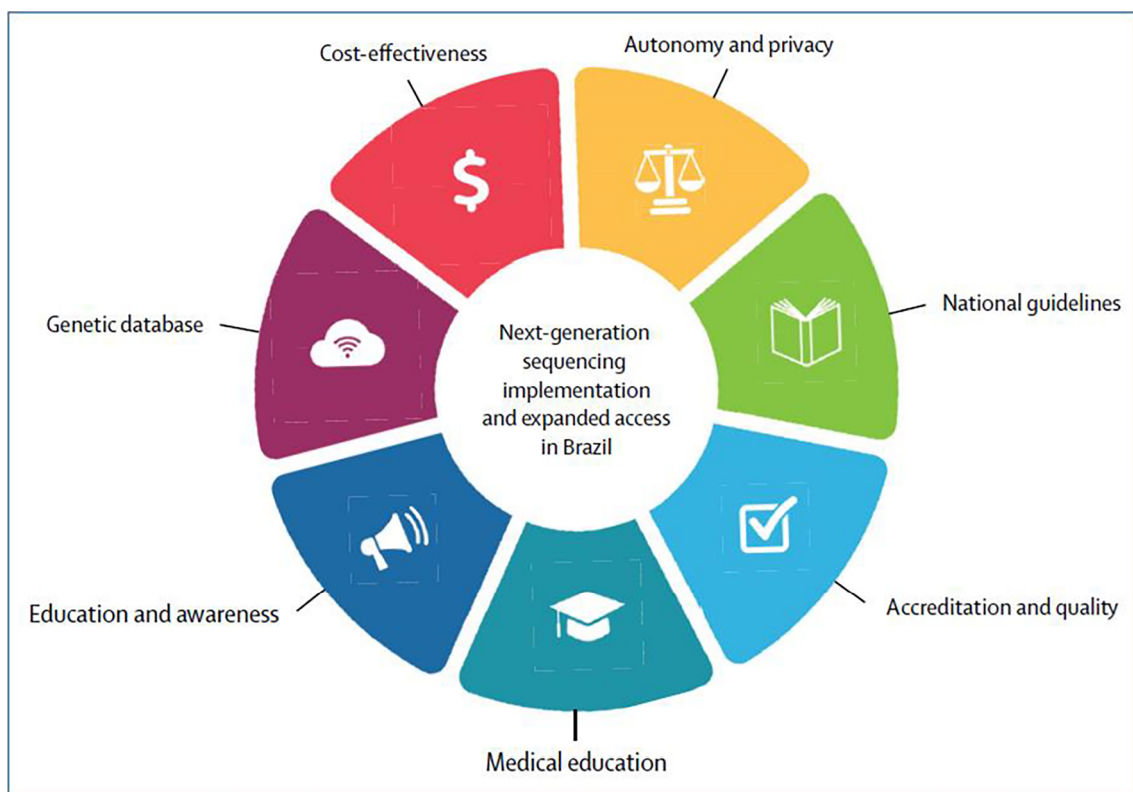 Cost-effectiveness
Autonomy and privacy
$
Genetic database
National guidelines
Next-generation
sequencing
implementation
and expanded access
in Brazil
Education and awareness
Accreditation and quality
Medical education